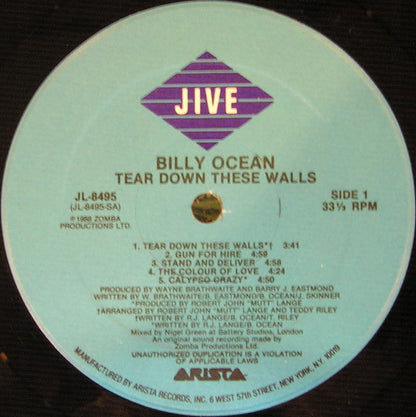 JIVE
BILLY OCEAN
TEAR DOWN THESE WALLS
JL-8495
(JL-8495-SA)
℗1988 ZOMBA
PRODUCTIONS LTD.
SIDE 1
33⅓ RPM
1. TEAR DOWN THESE WALLS*† 3:41
2. GUN FOR HIRE 4:59
3. STAND AND DELIVER 4:58
4. THE COLOUR OF LOVE 4:24
5. CALYPSO CRAZY* 4:50
PRODUCED BY WAYNE BRATHWAITE AND BARRY J. EASTMOND
WRITTEN BY W. BRATHWAITE/B. EASTMOND/B. OCEAN/J. SKINNER
*PRODUCED BY ROBERT JOHN "MUTT" LANGE
†ARRANGED BY ROBERT JOHN "MUTT" LANGE AND TEDDY RILEY
†WRITTEN BY R.J. LANGE/B. OCEAN/T. RILEY
*WRITTEN BY R.J. LANGE/B. OCEAN
Mixed by Nigel Green at Battery Studios, London
An original sound recording made by
Zomba Productions Ltd.
UNAUTHORIZED DUPLICATION IS A VIOLATION
OF APPLICABLE LAWS
ARISTA
MANUFACTURED BY ARISTA RECORDS, INC. 6 WEST 57th STREET, NEW YORK, N.Y. 10019